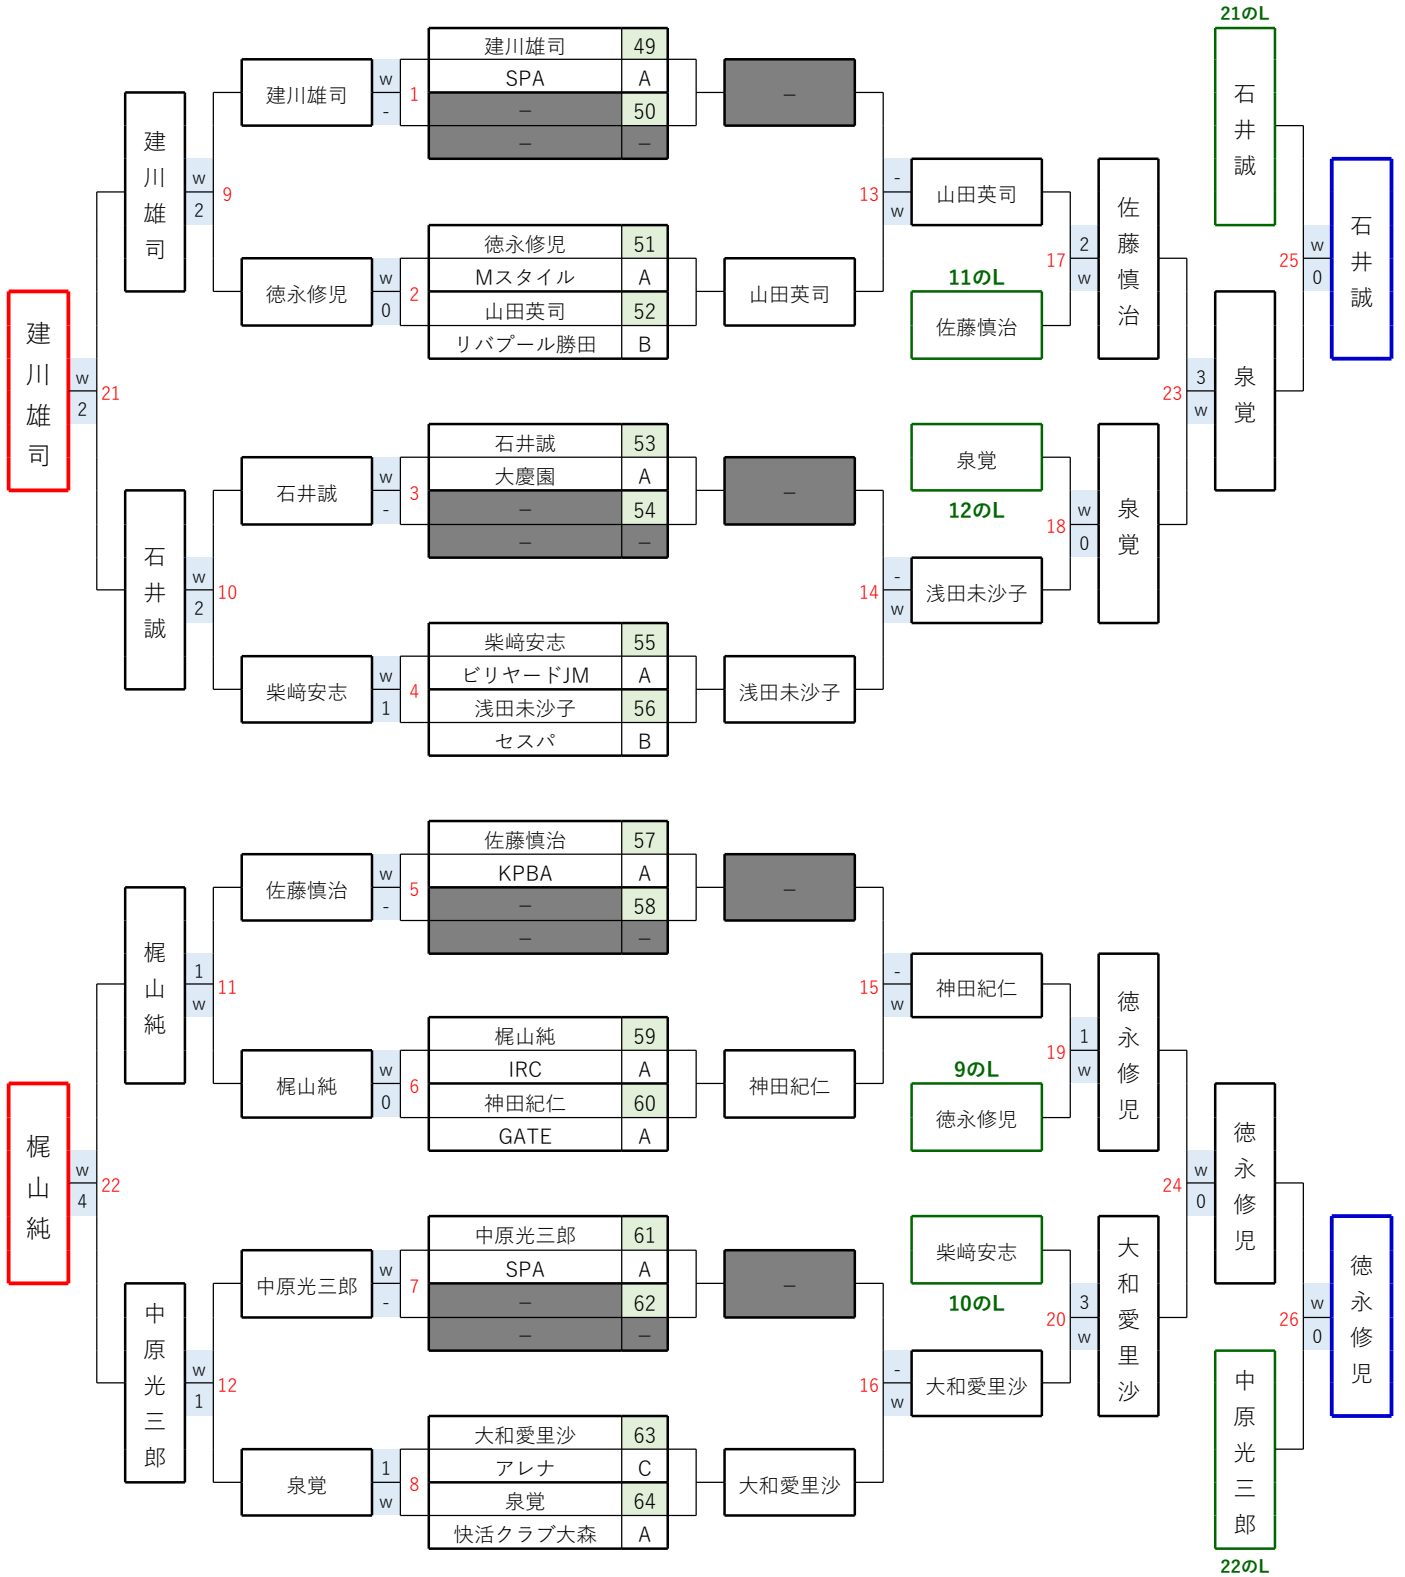 21のL
建川雄司 49
SPA A
– 50
– –
建川雄司 w
-
1
–
建川雄司
w
2
9
徳永修児 51
Mスタイル A
山田英司 52
リバプール勝田 B
徳永修児 w
0
2
山田英司
-
w
13
山田英司
11のL
佐藤慎治
2
w
17
佐藤慎治
石井誠
w
0
25
石井誠
建川雄司
w
2
21
石井誠 53
大慶園 A
– 54
– –
石井誠 w
-
3
–
石井誠
w
2
10
柴﨑安志 55
ビリヤードJM A
浅田未沙子 56
セスパ B
柴﨑安志 w
1
4
浅田未沙子
-
w
14
浅田未沙子
泉覚
12のL
w
0
18
泉覚
3
w
23
泉覚
佐藤慎治 57
KPBA A
– 58
– –
佐藤慎治 w
-
5
–
梶山純
1
w
11
梶山純 59
IRC A
神田紀仁 60
GATE A
梶山純 w
0
6
神田紀仁
-
w
15
神田紀仁
9のL
徳永修児
1
w
19
徳永修児
梶山純
w
4
22
中原光三郎 61
SPA A
– 62
– –
中原光三郎 w
-
7
–
中原光三郎
w
1
12
大和愛里沙 63
アレナ C
泉覚 64
快活クラブ大森 A
泉覚 1
w
8
大和愛里沙
-
w
16
大和愛里沙
柴﨑安志
10のL
3
w
20
大和愛里沙
w
0
24
徳永修児
w
0
26
徳永修児
中原光三郎
22のL